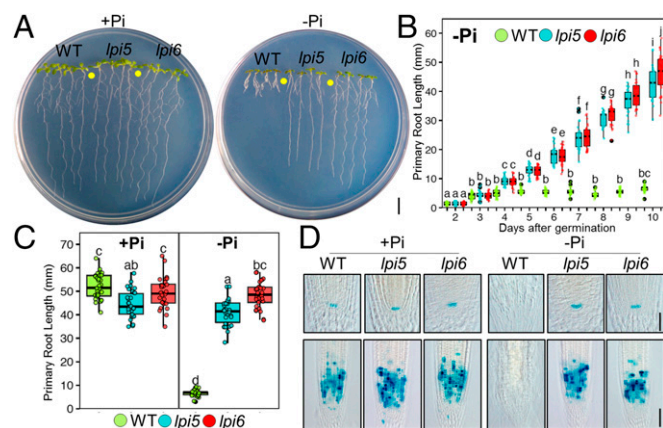 A
+Pi
-Pi
WT lpi5 lpi6
WT lpi5 lpi6
B
-Pi
WT lpi5 lpi6
Primary Root Length (mm)
60
50
40
30
20
10
0
a a a b b b b c c b d d b e e b f f b g g b h h b i j bc
2 3 4 5 6 7 8 9 10
Days after germination
C
+Pi -Pi
Primary Root Length (mm)
70
60
50
40
30
20
10
0
c ab c d a bc
WT lpi5 lpi6
D
+Pi -Pi
WT lpi5 lpi6 WT lpi5 lpi6